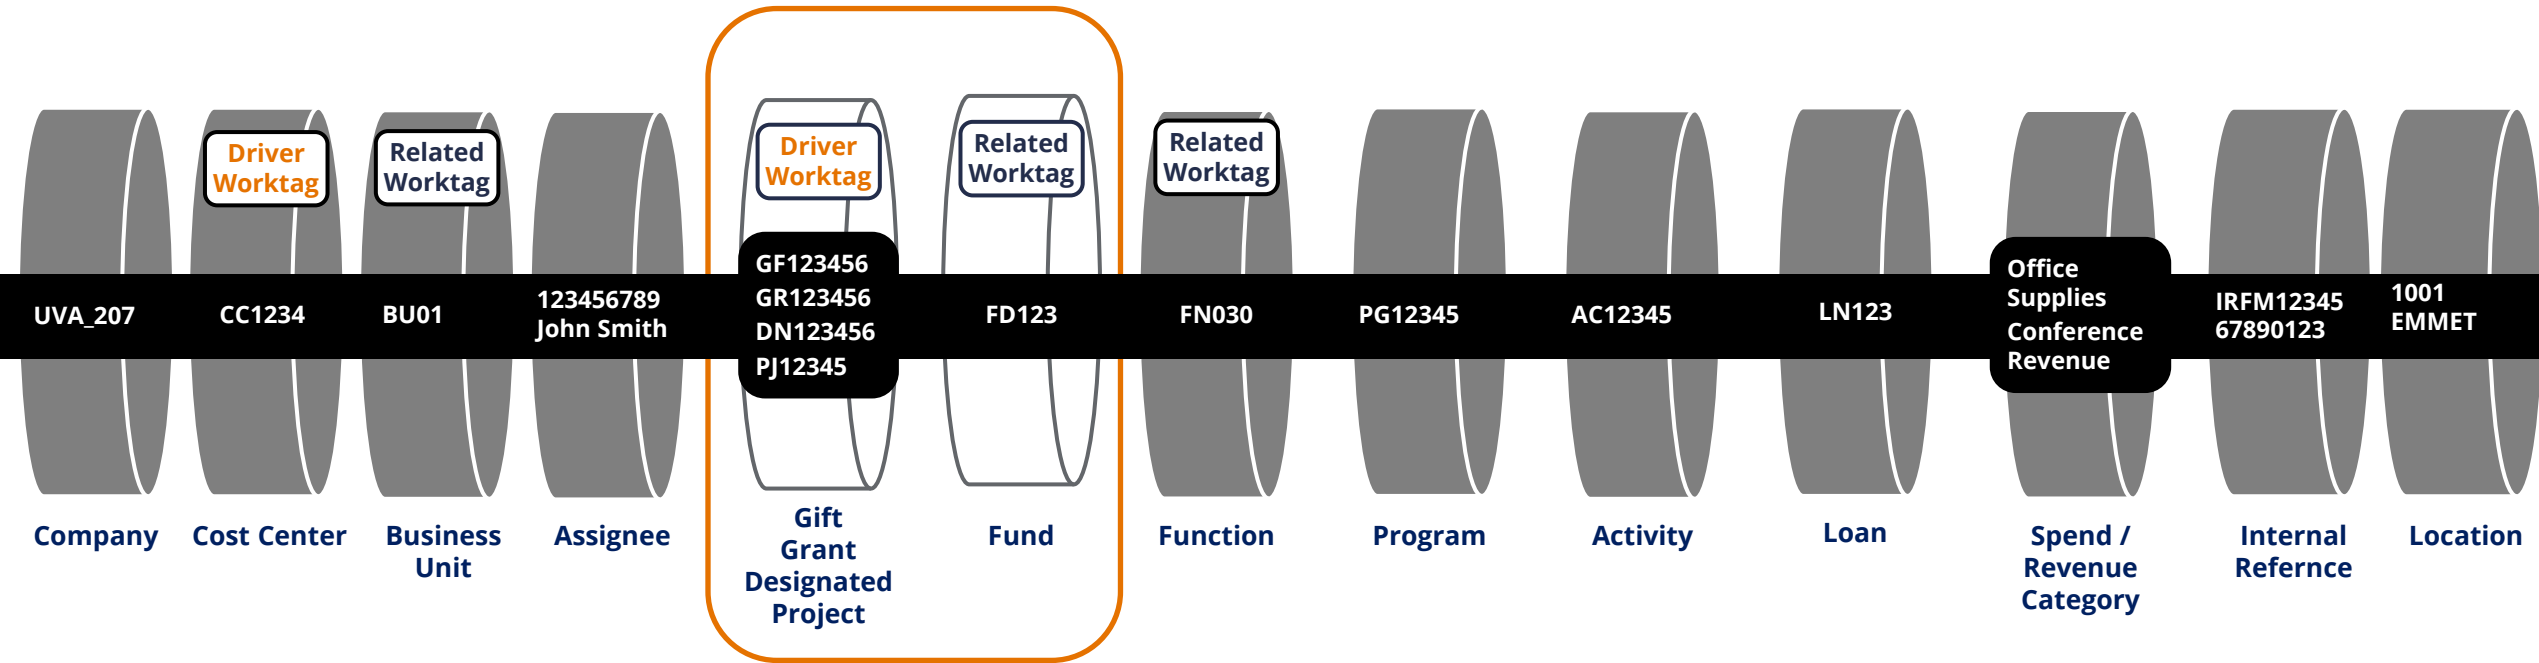 Driver
Worktag
Related
Worktag
Driver
Worktag
Related
Worktag
Related
Worktag
UVA_207
CC1234
BU01
123456789
John Smith
GF123456
GR123456
DN123456
PJ12345
FD123
FN030
PG12345
AC12345
LN123
Office
Supplies
Conference
Revenue
IRFM12345
67890123
1001
EMMET
Company
Cost Center
Business
Unit
Assignee
Gift
Grant
Designated
Project
Fund
Function
Program
Activity
Loan
Spend /
Revenue
Category
Internal
Refernce
Location